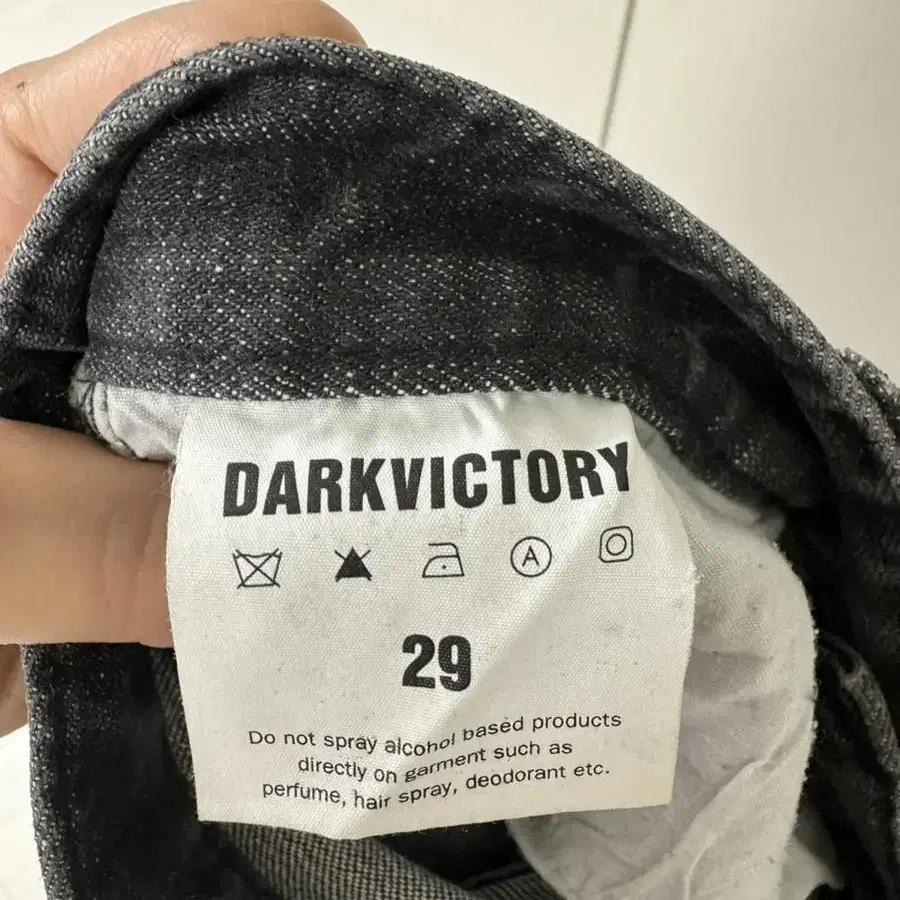 DARKVICTORY
A
29
Do not spray alcohol based products
directly on garment such as
perfume, hair spray, deodorant etc.